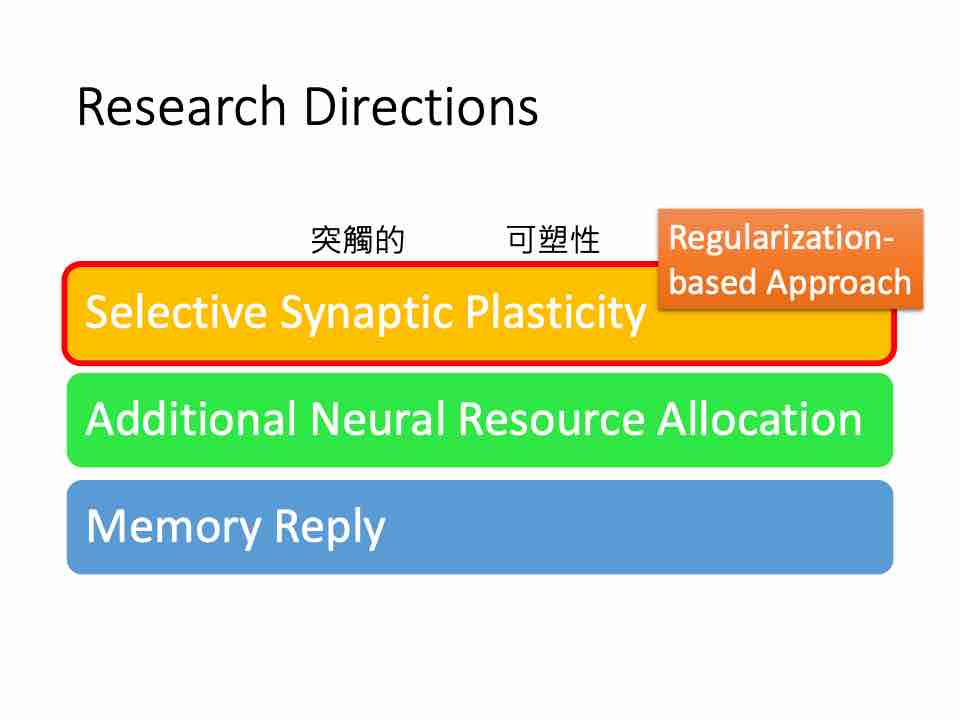 Research Directions
突觸的 可塑性
Regularization-
based Approach
Selective Synaptic Plasticity
Additional Neural Resource Allocation
Memory Reply